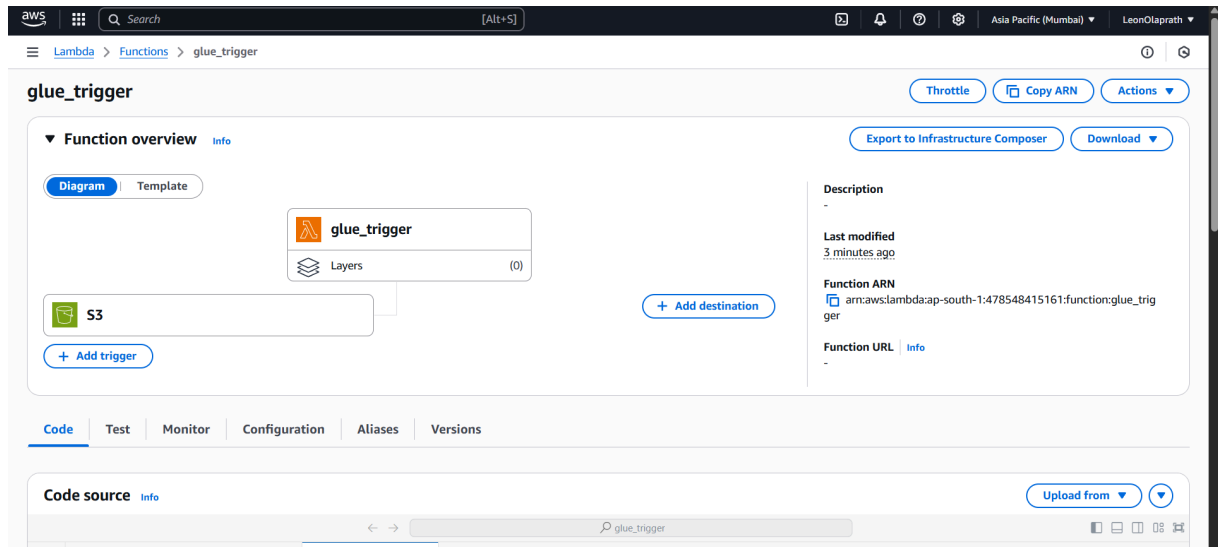 aws Search [Alt+S] Asia Pacific (Mumbai) ▼ LeonOlaprath ▼
Lambda > Functions > glue_trigger
glue_trigger Throttle Copy ARN Actions ▼
▼ Function overview Info Export to Infrastructure Composer Download ▼
Diagram Template
Description
-
glue_trigger
Layers (0)
Last modified
3 minutes ago
S3
+ Add destination
+ Add trigger
Function ARN
arn:aws:lambda:ap-south-1:478548415161:function:glue_trig
ger
Function URL Info
-
Code Test Monitor Configuration Aliases Versions
Code source Info Upload from ▼
glue_trigger